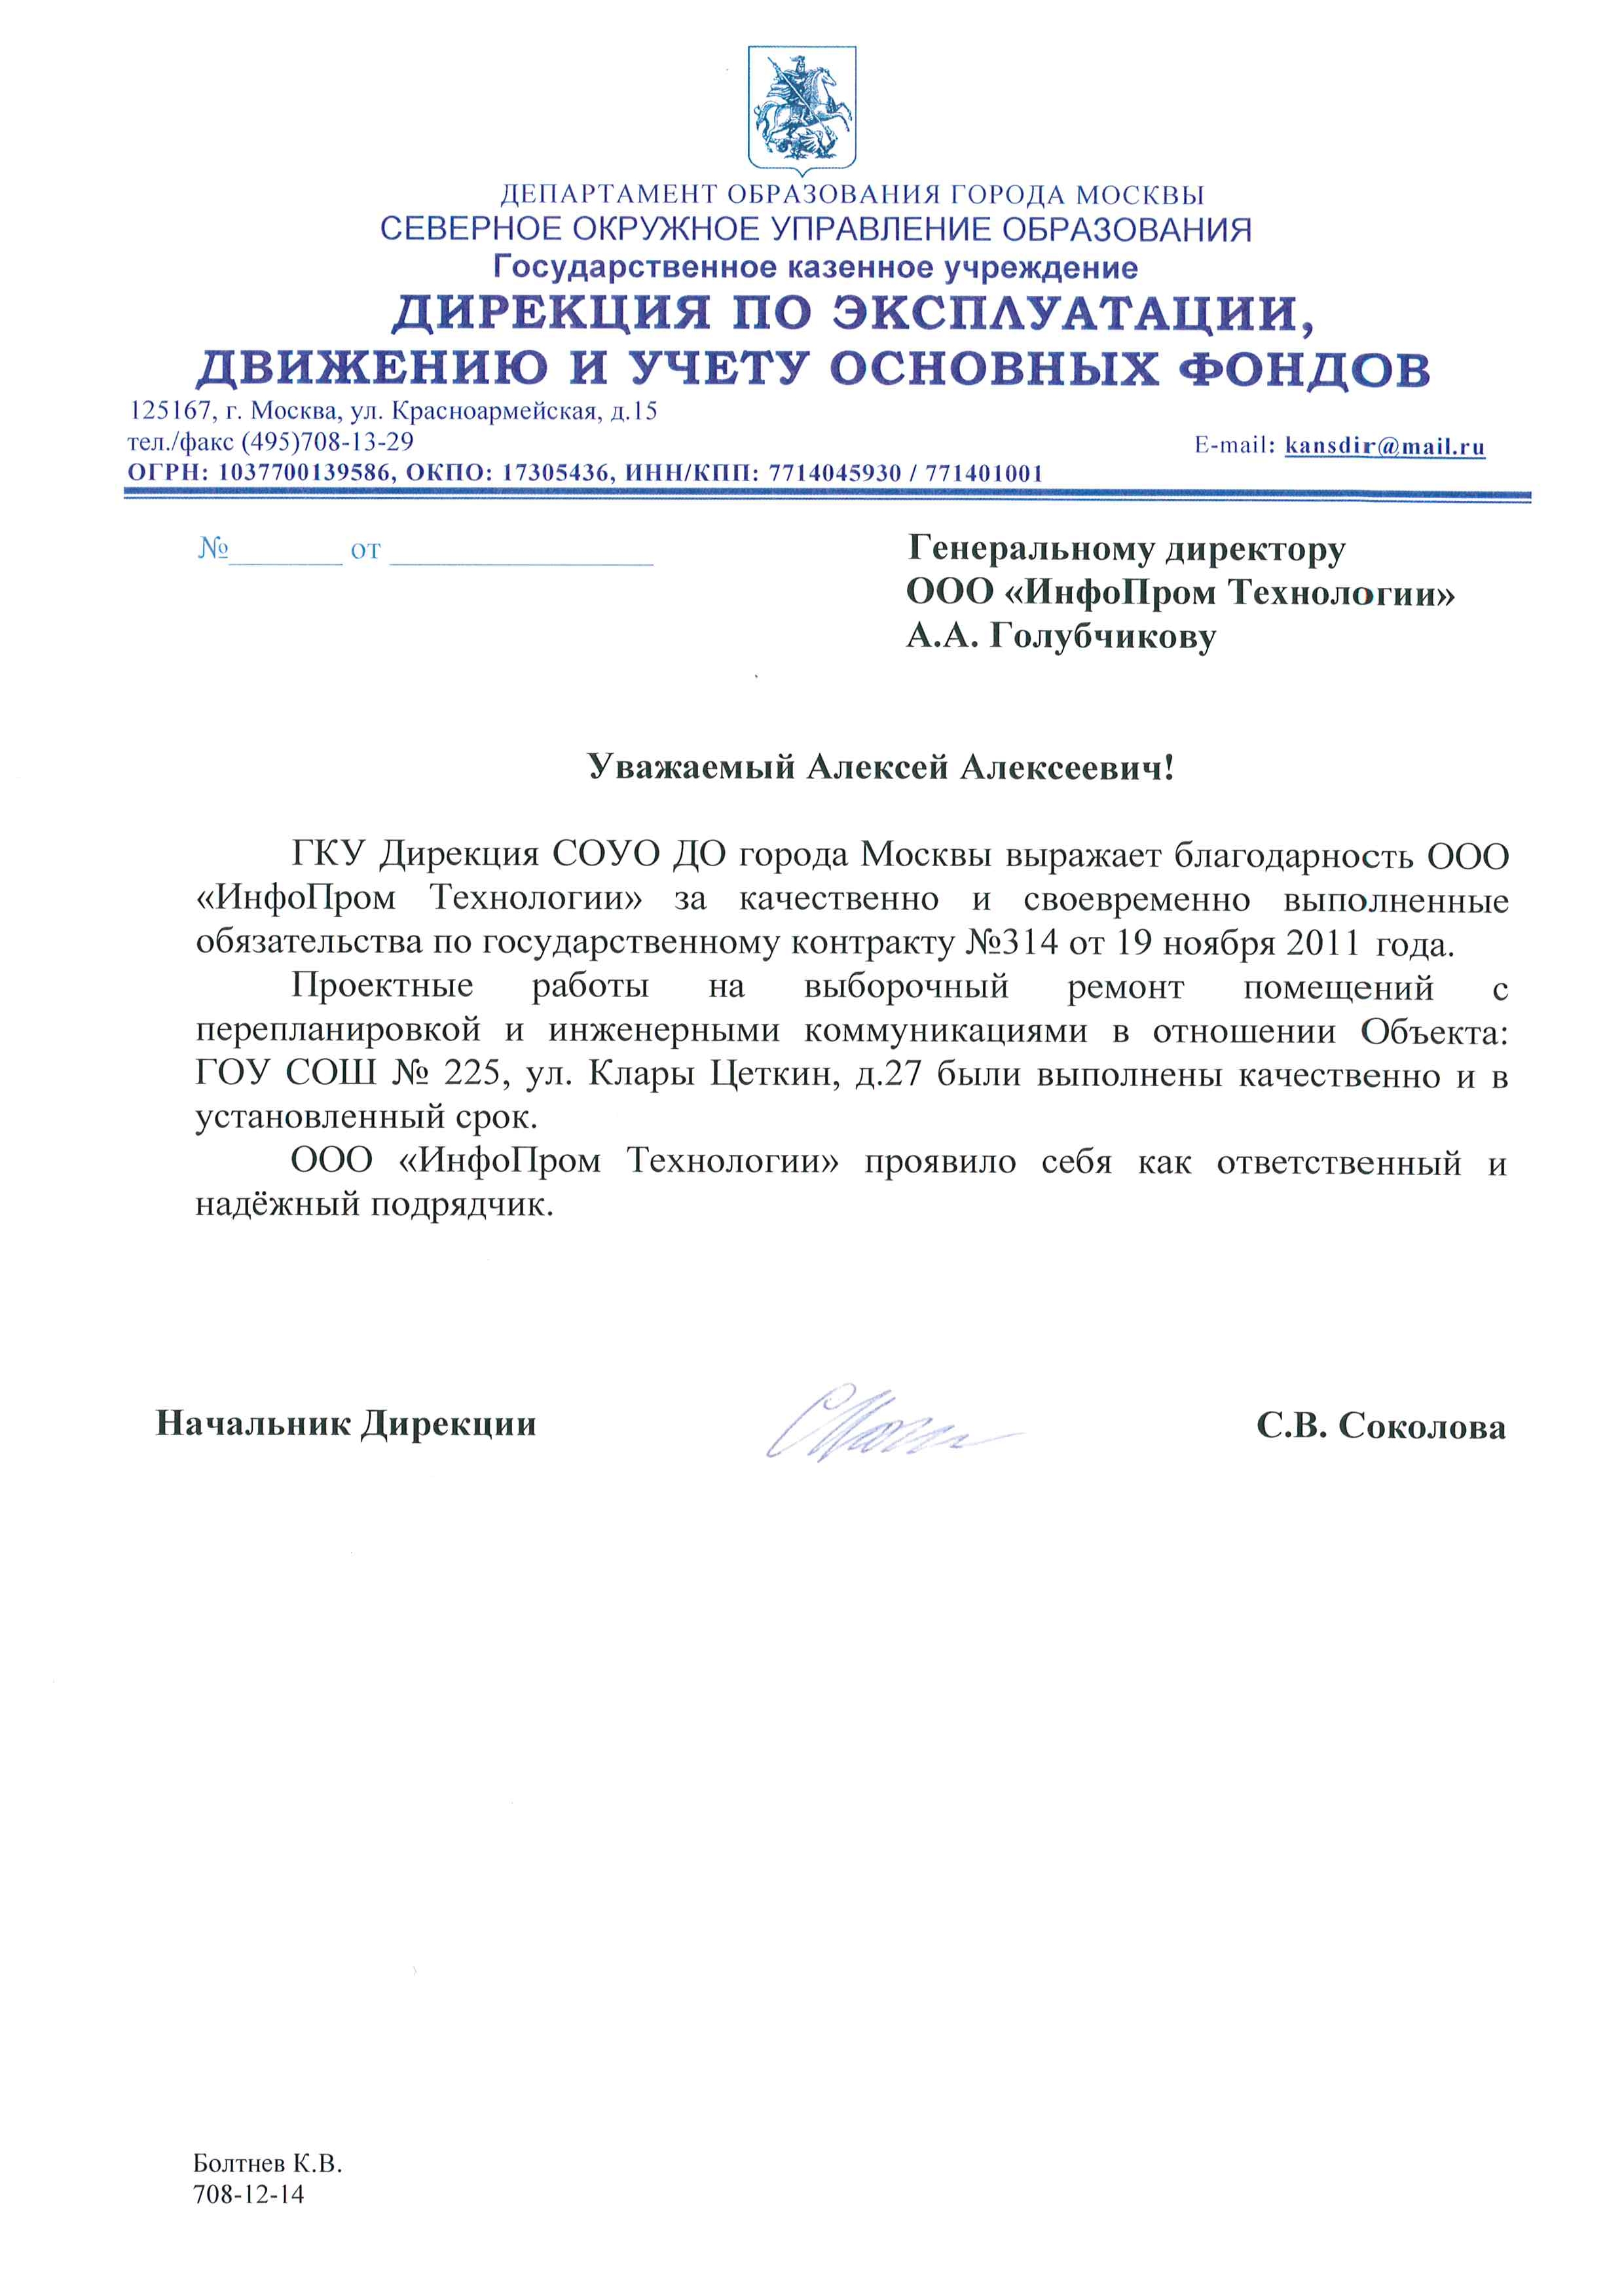 ДЕПАРТАМЕНТ ОБРАЗОВАНИЯ ГОРОДА МОСКВЫ
СЕВЕРНОЕ ОКРУЖНОЕ УПРАВЛЕНИЕ ОБРАЗОВАНИЯ
Государственное казенное учреждение
ДИРЕКЦИЯ ПО ЭКСПЛУАТАЦИИ,
ДВИЖЕНИЮ И УЧЕТУ ОСНОВНЫХ ФОНДОВ
125167, г. Москва, ул. Красноармейская, д.15
тел./факс (495)708-13-29 E-mail: kansdir@mail.ru
ОГРН: 1037700139586, ОКПО: 17305436, ИНН/КПП: 7714045930 / 771401001
№_______ от ________________
Генеральному директору
ООО «ИнфоПром Технологии»
А.А. Голубчикову
Уважаемый Алексей Алексеевич!
ГКУ Дирекция СОУО ДО города Москвы выражает благодарность ООО
«ИнфоПром Технологии» за качественно и своевременно выполненные
обязательства по государственному контракту №314 от 19 ноября 2011 года.
Проектные работы на выборочный ремонт помещений с
перепланировкой и инженерными коммуникациями в отношении Объекта:
ГОУ СОШ № 225, ул. Клары Цеткин, д.27 были выполнены качественно и в
установленный срок.
ООО «ИнфоПром Технологии» проявило себя как ответственный и
надёжный подрядчик.
Начальник Дирекции С.В. Соколова
Болтнев К.В.
708-12-14